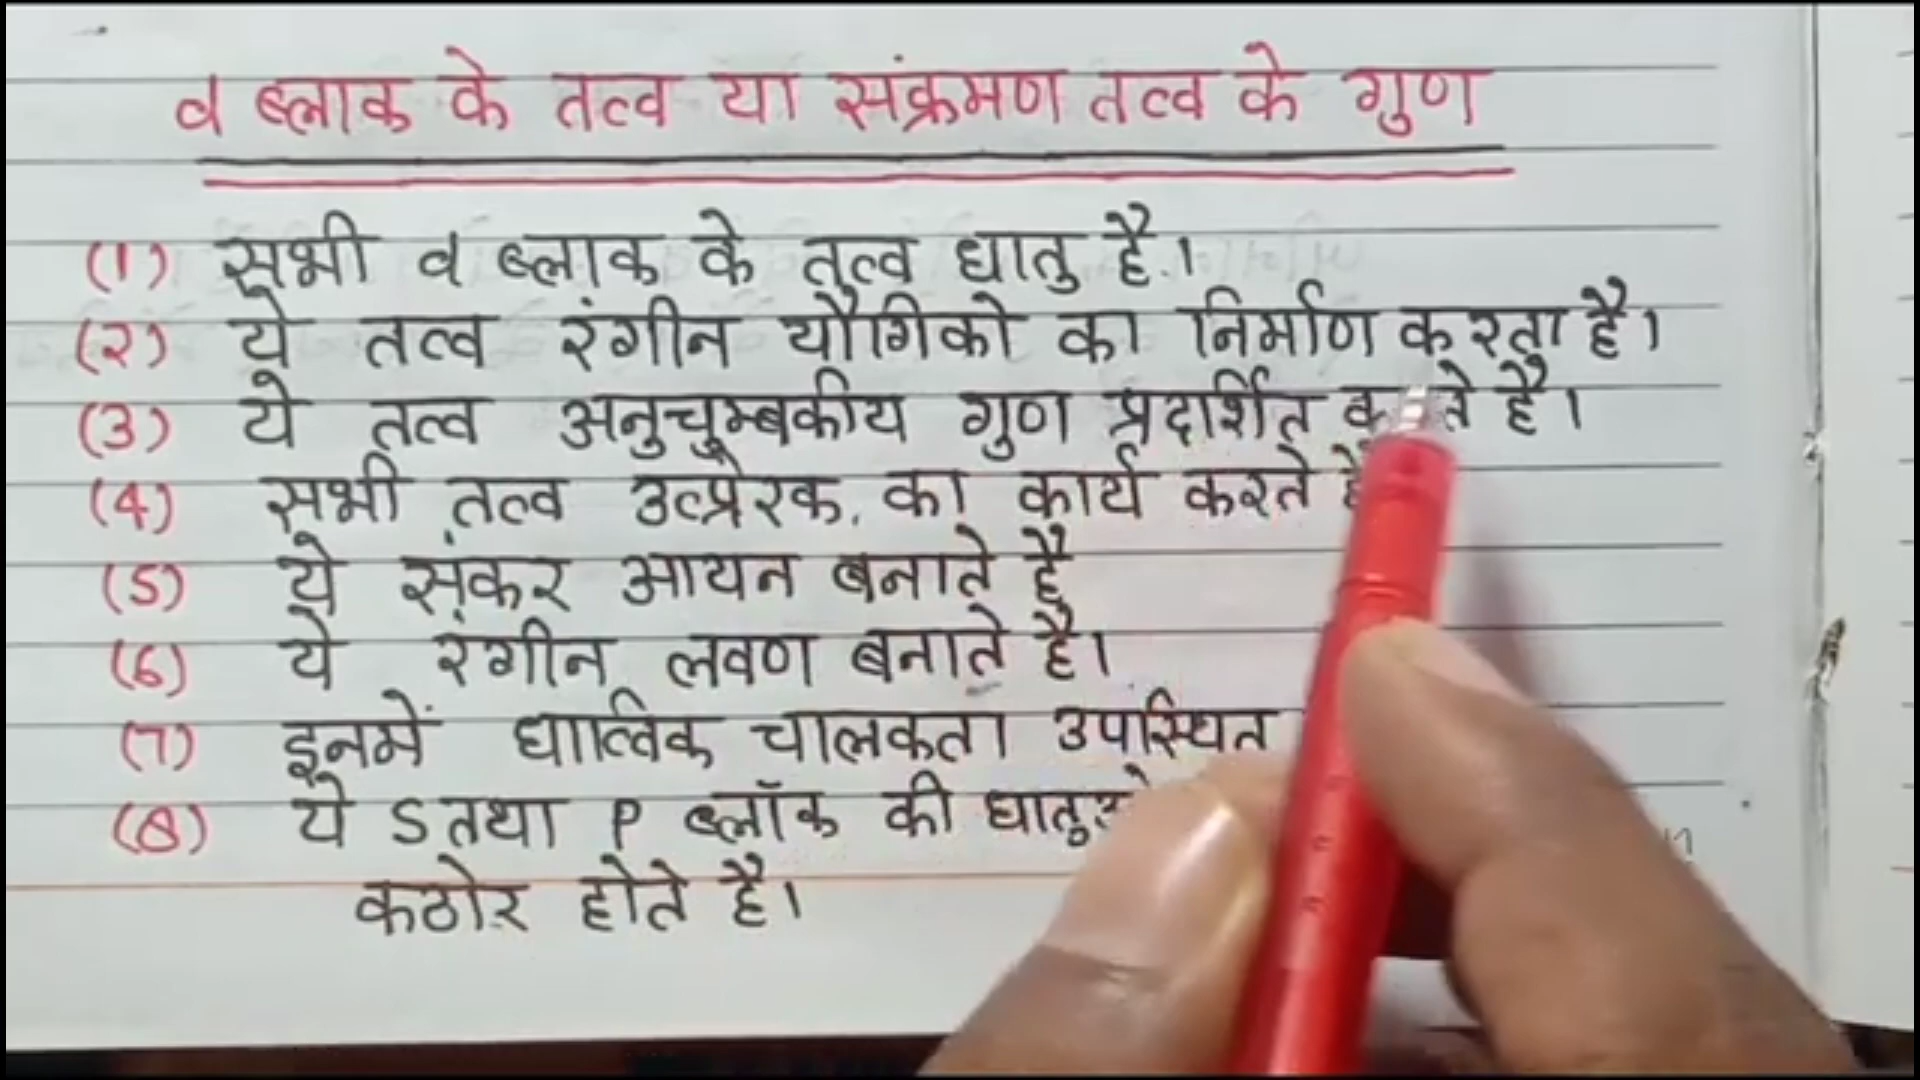 d ब्लाक के तत्व या संक्रमण तत्व के गुण
(1) सभी d ब्लाक के तत्व धातु है।
(२) ये तत्व रंगीन यौगिको का निर्माण करता है।
(3) ये तत्व अनुचुम्बकीय गुण प्रदर्शित करते है।
(4) सभी तत्व उत्प्रेरक का कार्य करते
(5) ये संकर आयन बनाते है
(6) ये रंगीन लवण बनाते है।
(7) इनमें धात्विक चालकता उपस्थित
(8) ये S तथा P ब्लॉक की धातुओ
कठोर होते है।